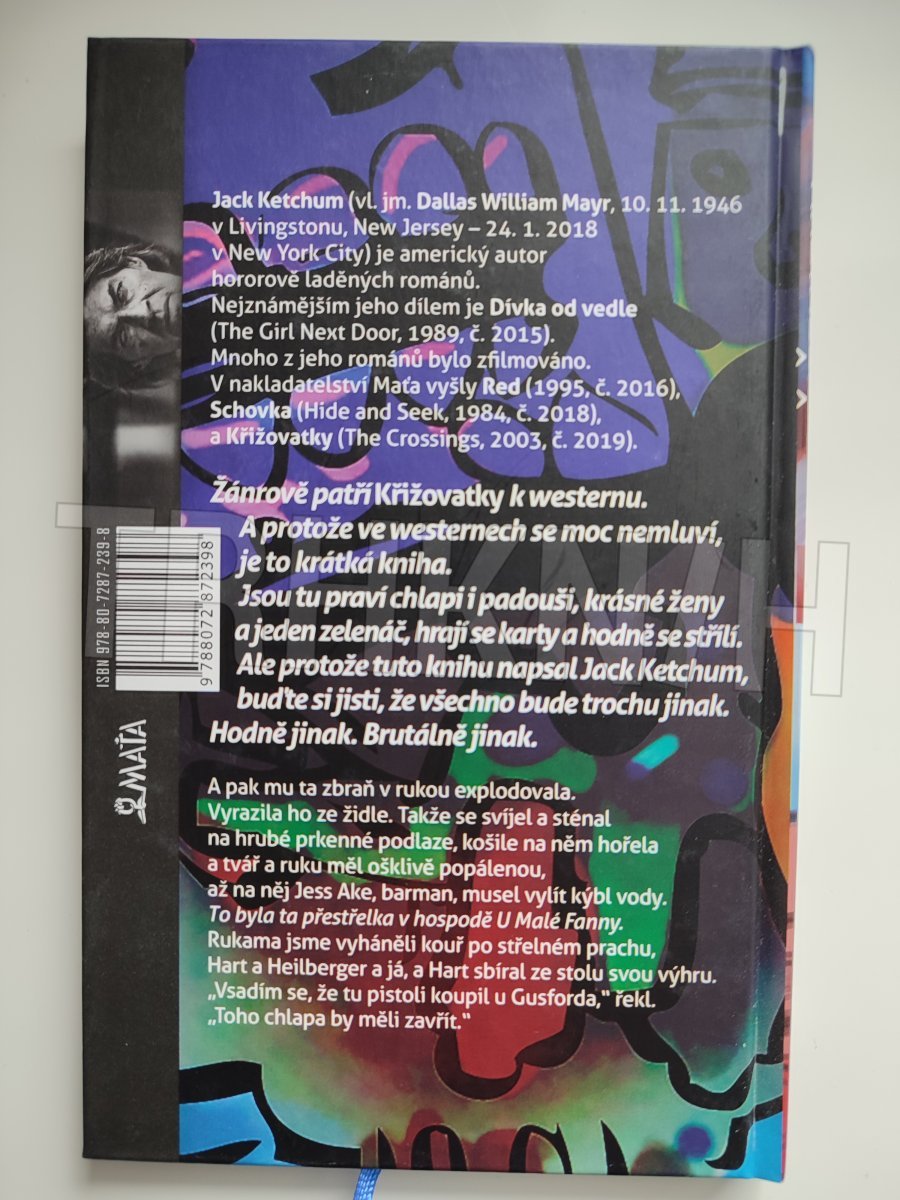 Jack Ketchum (vl. jm. Dallas William Mayr, 10. 11. 1946
v Livingstonu, New Jersey – 24. 1. 2018
v New York City) je americký autor
hororově laděných románů.
Nejznámějším jeho dílem je Dívka od vedle
(The Girl Next Door, 1989, č. 2015).
Mnoho z jeho románů bylo zfilmováno.
V nakladatelství Maťa vyšly Red (1995, č. 2016),
Schovka (Hide and Seek, 1984, č. 2018),
a Křižovatky (The Crossings, 2003, č. 2019).
Žánrově patří Křižovatky k westernu.
A protože ve westernech se moc nemluví,
je to krátká kniha.
Jsou tu praví chlapi i padouši, krásné ženy
a jeden zelenáč, hrají se karty a hodně se střílí.
Ale protože tuto knihu napsal Jack Ketchum,
buďte si jisti, že všechno bude trochu jinak.
Hodně jinak. Brutálně jinak.
A pak mu ta zbraň v rukou explodovala.
Vyrazila ho ze židle. Takže se svíjel a sténal
na hrubé prkenné podlaze, košile na něm hořela
a tvář a ruku měl ošklivě popálenou,
až na něj Jess Ake, barman, musel vylít kýbl vody.
To byla ta přestřelka v hospodě U Malé Fanny.
Rukama jsme vyháněli kouř po střelném prachu,
Hart a Heilberger a já, a Hart sbíral ze stolu svou výhru.
„Vsadím se, že tu pistoli koupil u Gusforda,“ řekl.
„Toho chlapa by měli zavřít.“
ISBN 978-80-7287-239-8
9 788072 872398
MAŤA
TRHKNIH